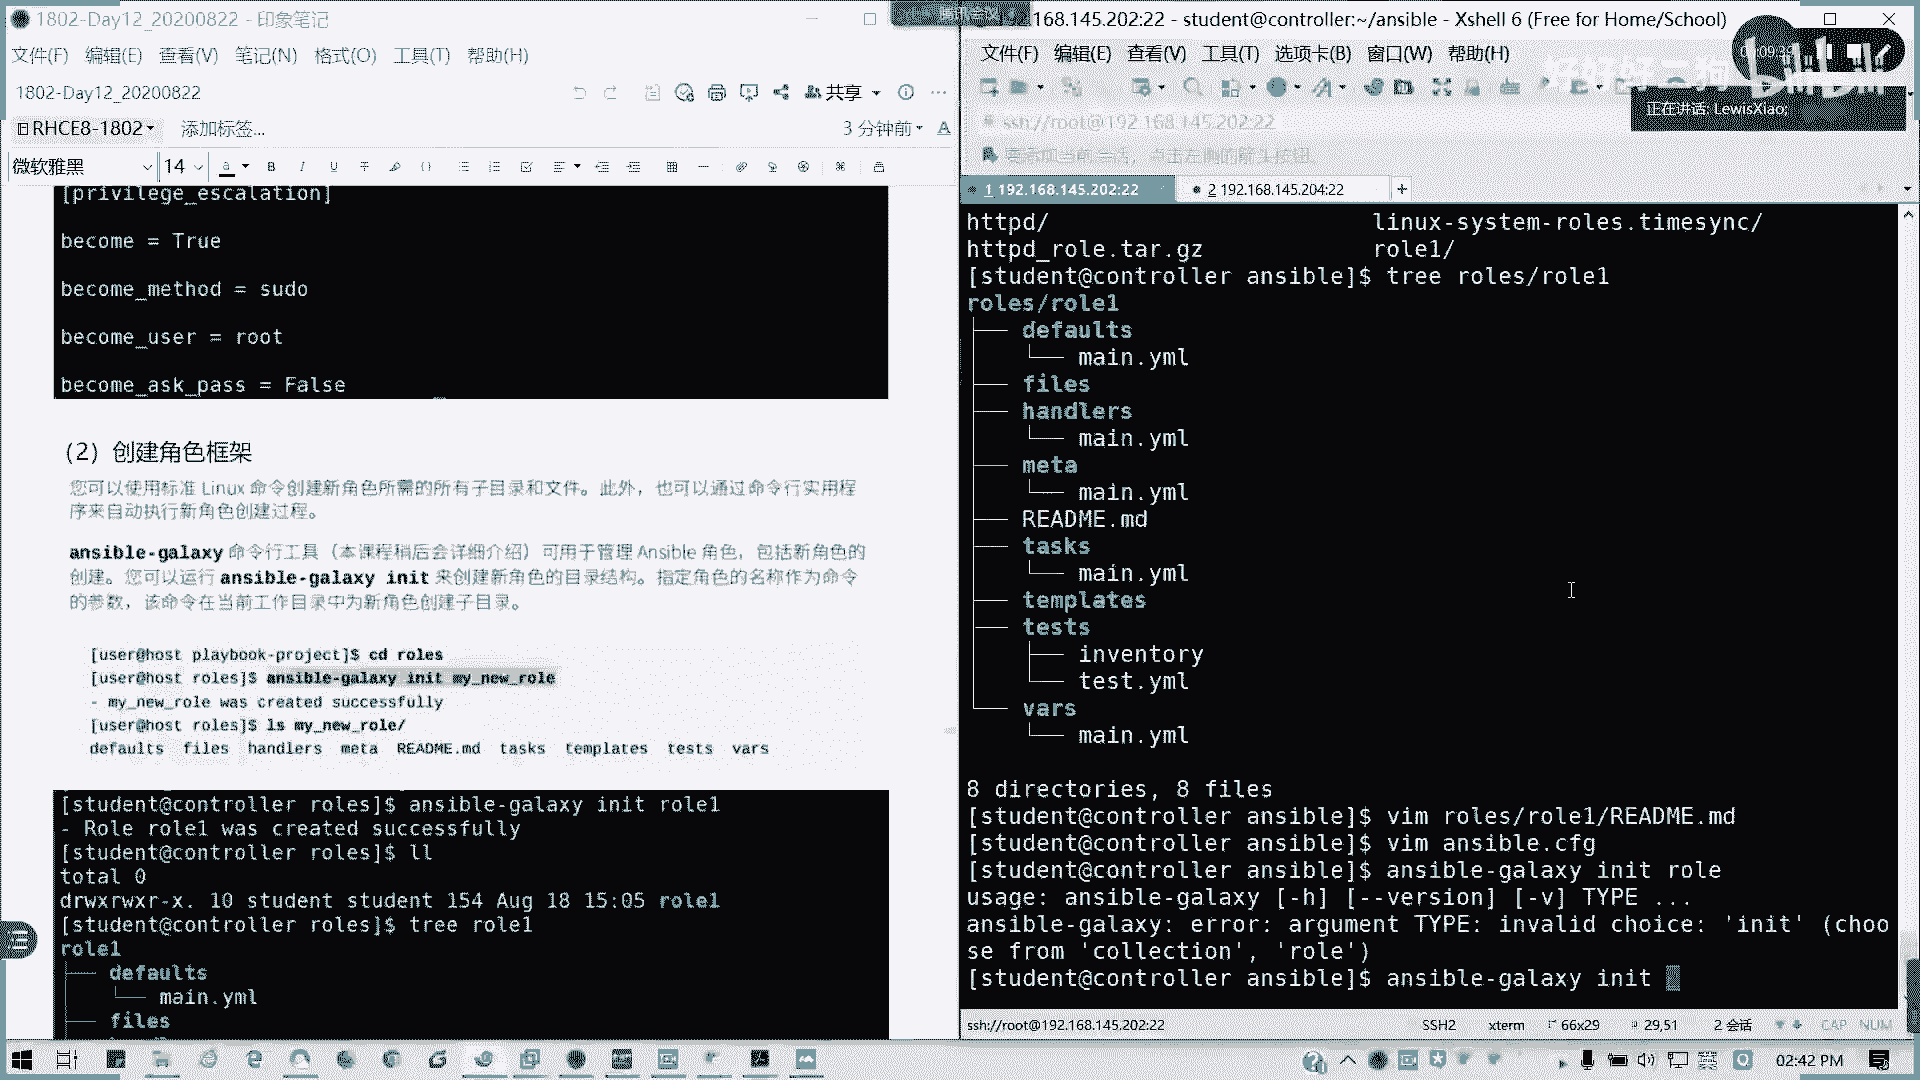 1802-Day12_20200822 - 印象笔记
文件(F) 编辑(E) 查看(V) 笔记(N) 格式(O) 工具(T) 帮助(H)
1802-Day12_20200822
共享
RHCE8-1802
添加标签...
3 分钟前
微软雅黑
14
[privilege_escalation]
become = True
become_method = sudo
become_user = root
become_ask_pass = False
（2）创建角色框架
您可以使用标准 Linux 命令创建新角色所需的所有子目录和文件。此外，也可以通过命令行实用程
序来自动执行新角色创建过程。
ansible-galaxy 命令行工具（本课程稍后会详细介绍）可用于管理 Ansible 角色，包括新角色的
创建。您可以运行 ansible-galaxy init 来创建新角色的目录结构。指定角色的名称作为命令
的参数，该命令在当前工作目录中为新角色创建子目录。
[user@host playbook-project]$ cd roles
[user@host roles]$ ansible-galaxy init my_new_role
- my_new_role was created successfully
[user@host roles]$ ls my_new_role/
defaults files handlers meta README.md tasks templates tests vars
[student@controller roles]$ ansible-galaxy init role1
- Role role1 was created successfully
[student@controller roles]$ ll
total 0
drwxrwxr-x. 10 student student 154 Aug 18 15:05 role1
[student@controller roles]$ tree role1
role1
├── defaults
│   └── main.yml
├── files
168.145.202:22 - student@controller:~/ansible - Xshell 6 (Free for Home/School)
文件(F) 编辑(E) 查看(V) 工具(T) 选项卡(B) 窗口(W) 帮助(H)
正在讲话: LewisXiao;
ssh://root@192.168.145.202:22
要添加当前会话，点击左侧的箭头按钮。
1 192.168.145.202:22
2 192.168.145.204:22
httpd/ linux-system-roles.timesync/
httpd_role.tar.gz role1/
[student@controller ansible]$ tree roles/role1
roles/role1
├── defaults
│   └── main.yml
├── files
├── handlers
│   └── main.yml
├── meta
│   └── main.yml
├── README.md
├── tasks
│   └── main.yml
├── templates
├── tests
│   ├── inventory
│   └── test.yml
└── vars
    └── main.yml
8 directories, 8 files
[student@controller ansible]$ vim roles/role1/README.md
[student@controller ansible]$ vim ansible.cfg
[student@controller ansible]$ ansible-galaxy init role
usage: ansible-galaxy [-h] [--version] [-v] TYPE ...
ansible-galaxy: error: argument TYPE: invalid choice: 'init' (choo
se from 'collection', 'role')
[student@controller ansible]$ ansible-galaxy init
ssh://root@192.168.145.202:22
SSH2
xterm
66x29
29,51
2 会话
CAP NUM
02:42 PM